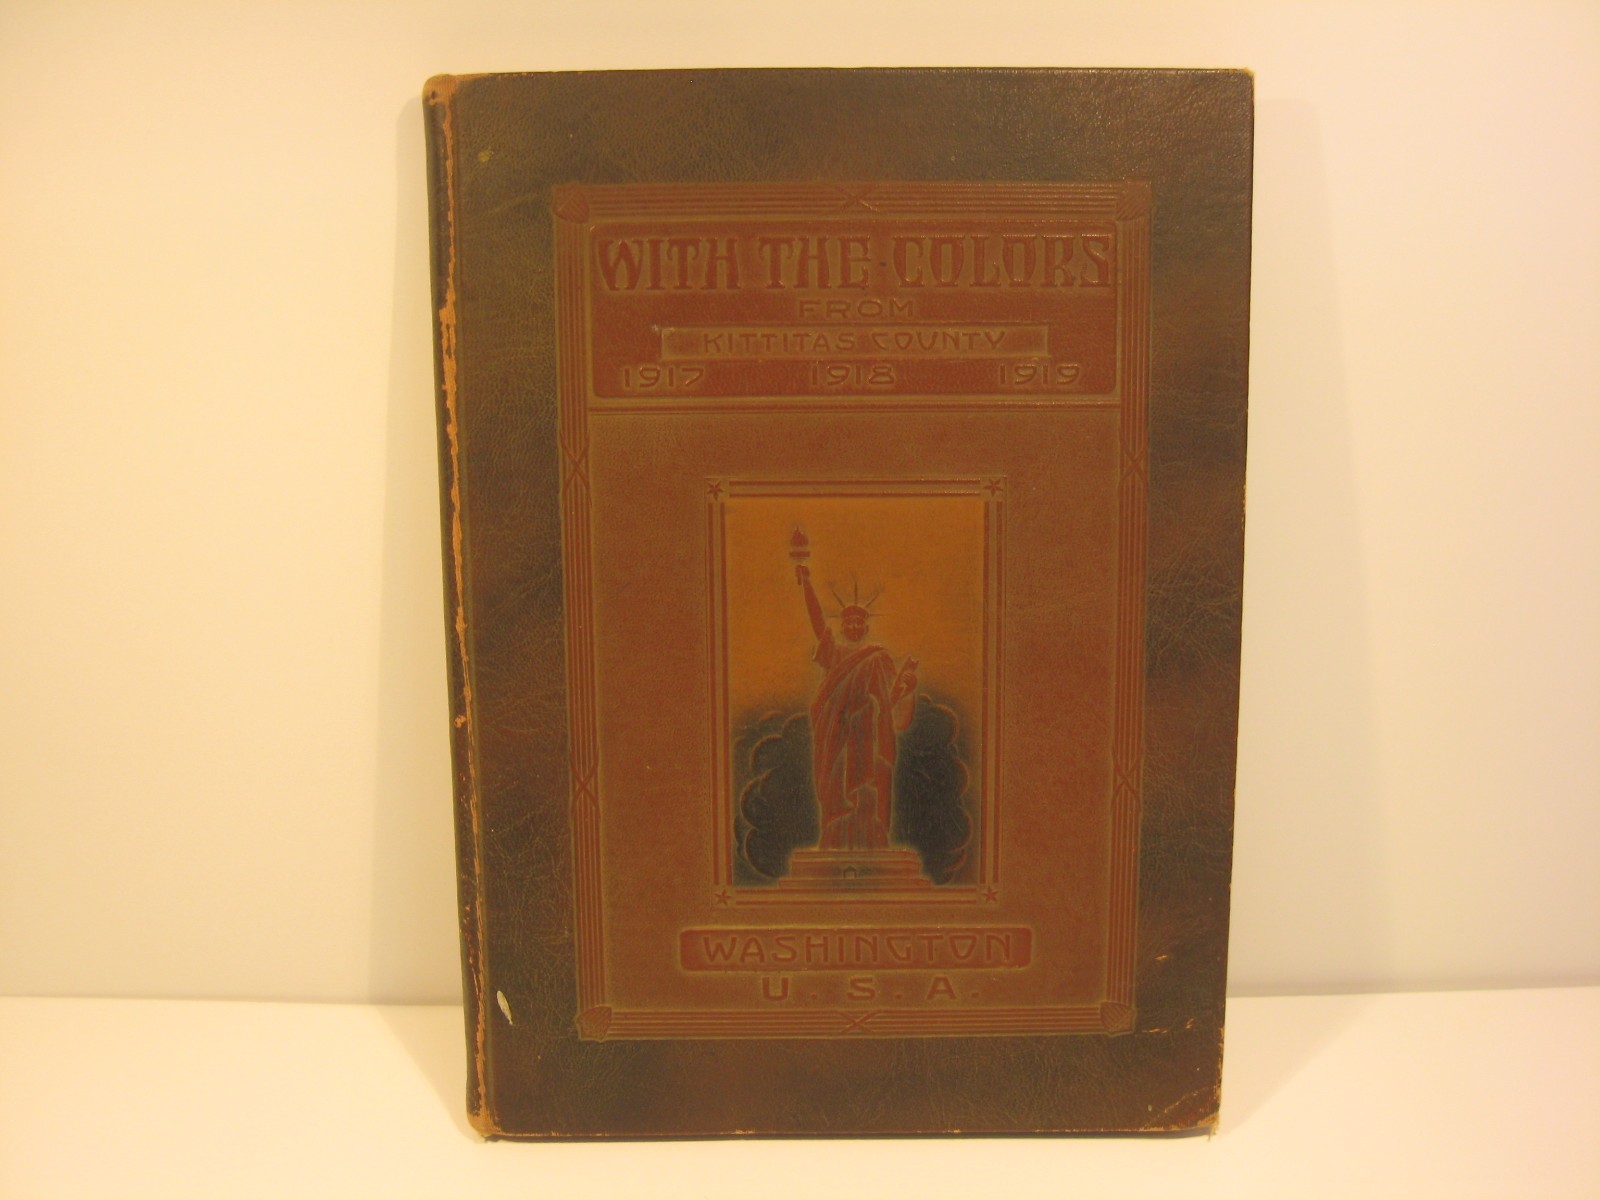 WITH THE COLORS
FROM
KITTITAS COUNTY
1917 1918 1919
WASHINGTON
U.S.A.